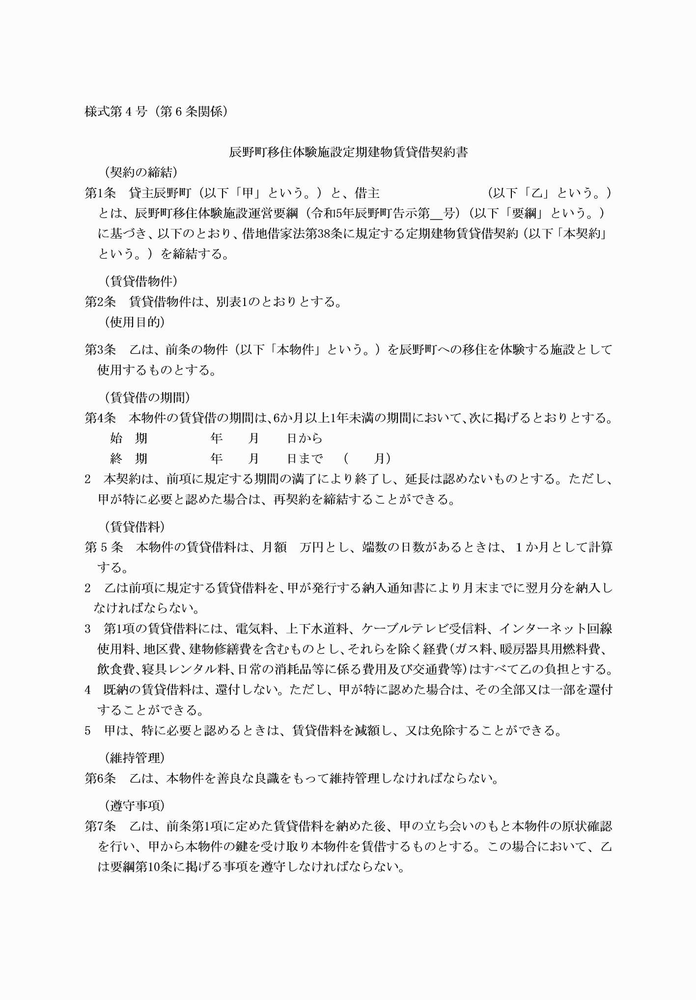 様式第4号（第6条関係）
辰野町移住体験施設定期建物賃貸借契約書
（契約の締結）
第1条　貸主辰野町（以下「甲」という。）と、借主　　　　　　　　（以下「乙」という。）
とは、辰野町移住体験施設運営要綱（令和5年辰野町告示第__号）（以下「要綱」という。）
に基づき、以下のとおり、借地借家法第38条に規定する定期建物賃貸借契約（以下「本契約」
という。）を締結する。
（賃貸借物件）
第2条　賃貸借物件は、別表1のとおりとする。
（使用目的）
第3条　乙は、前条の物件（以下「本物件」という。）を辰野町への移住を体験する施設として
使用するものとする。
（賃貸借の期間）
第4条　本物件の賃貸借の期間は、6か月以上1年未満の期間において、次に掲げるとおりとする。
始　期　　　　　年　　月　　日から
終　期　　　　　年　　月　　日まで　（　　月）
2　本契約は、前項に規定する期間の満了により終了し、延長は認めないものとする。ただし、
甲が特に必要と認めた場合は、再契約を締結することができる。
（賃貸借料）
第5条　本物件の賃貸借料は、月額　万円とし、端数の日数があるときは、1か月として計算
する。
2　乙は前項に規定する賃貸借料を、甲が発行する納入通知書により月末までに翌月分を納入し
なければならない。
3　第1項の賃貸借料には、電気料、上下水道料、ケーブルテレビ受信料、インターネット回線
使用料、地区費、建物修繕費を含むものとし、それらを除く経費（ガス料、暖房器具用燃料費、
飲食費、寝具レンタル料、日常の消耗品等に係る費用及び交通費等）はすべて乙の負担とする。
4　既納の賃貸借料は、還付しない。ただし、甲が特に認めた場合は、その全部又は一部を還付
することができる。
5　甲は、特に必要と認めるときは、賃貸借料を減額し、又は免除することができる。
（維持管理）
第6条　乙は、本物件を善良な良識をもって維持管理しなければならない。
（遵守事項）
第7条　乙は、前条第1項に定めた賃貸借料を納めた後、甲の立ち会いのもと本物件の原状確認
を行い、甲から本物件の鍵を受け取り本物件を賃借するものとする。この場合において、乙
は要綱第10条に掲げる事項を遵守しなければならない。